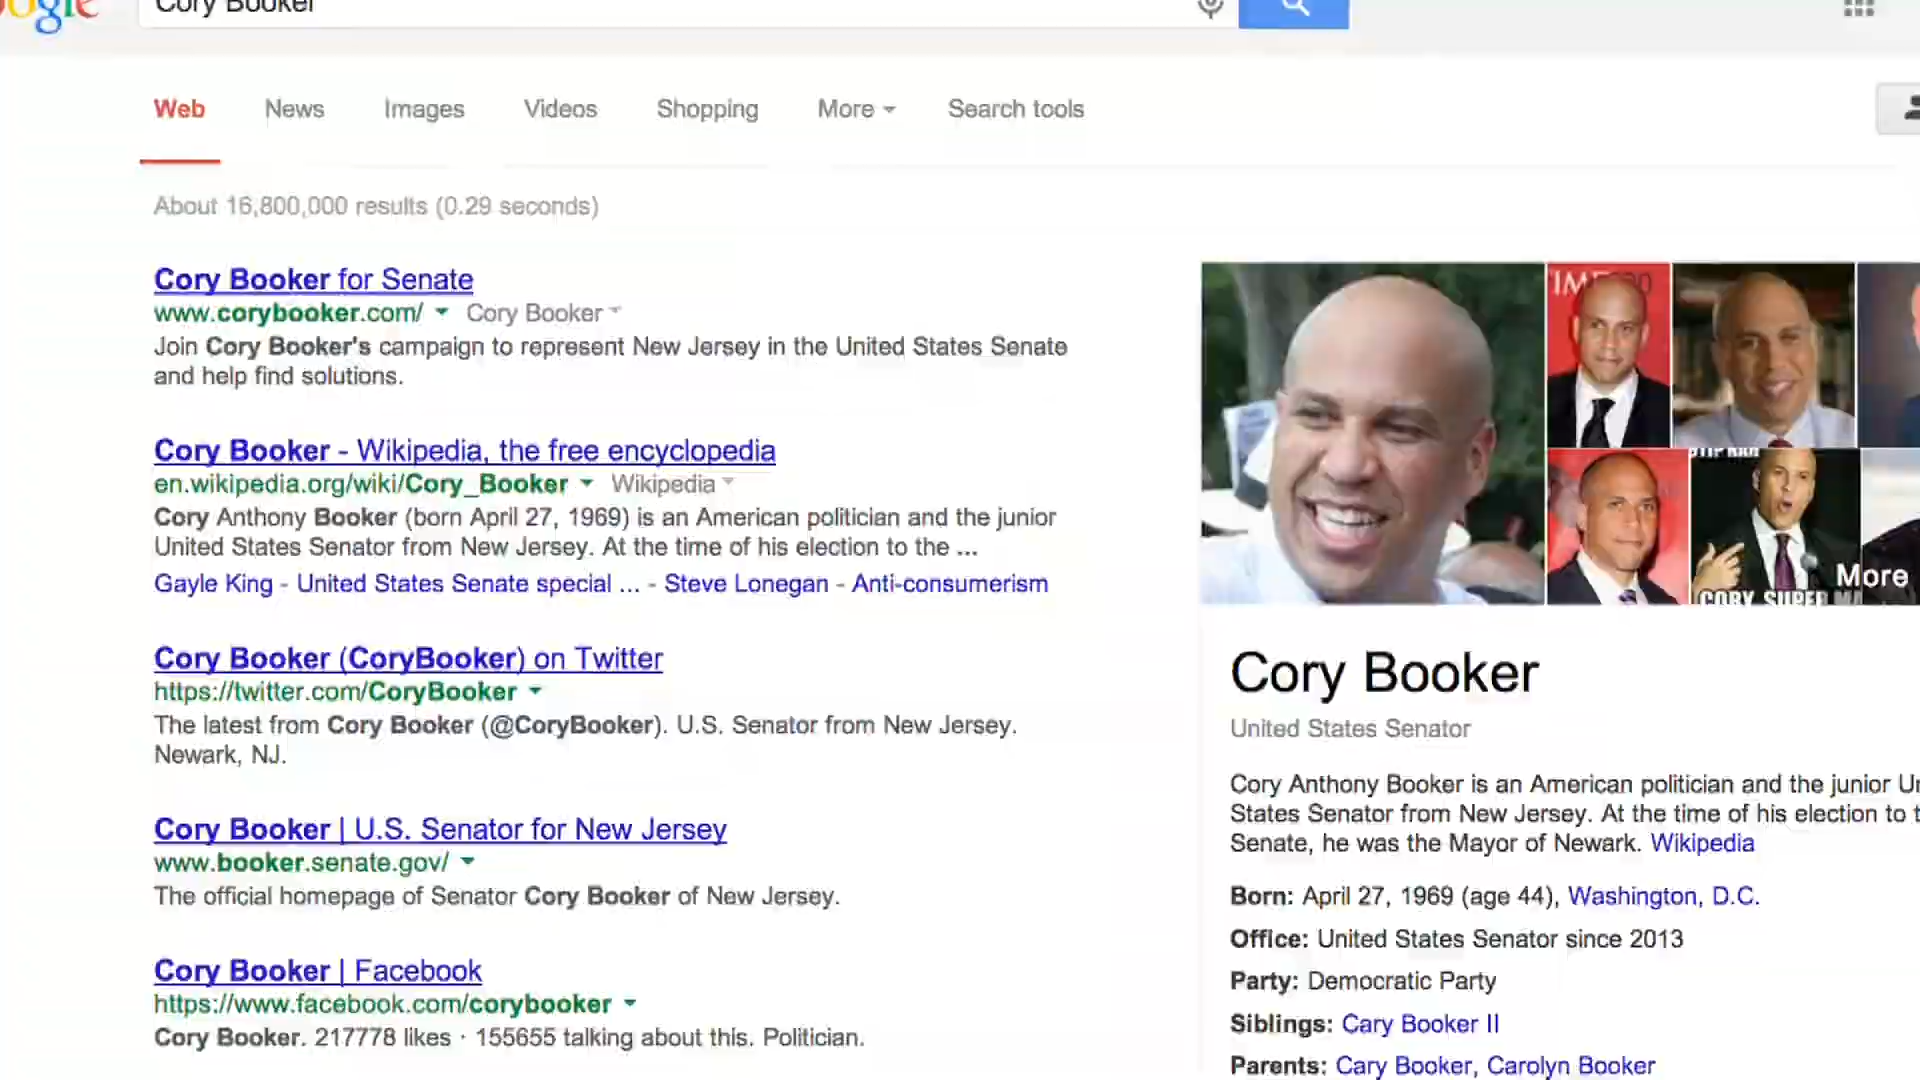 ogle
Cory Booker
Web News Images Videos Shopping More Search tools
About 16,800,000 results (0.29 seconds)
Cory Booker for Senate
www.corybooker.com/ Cory Booker
Join Cory Booker's campaign to represent New Jersey in the United States Senate
and help find solutions.
Cory Booker - Wikipedia, the free encyclopedia
en.wikipedia.org/wiki/Cory_Booker Wikipedia
Cory Anthony Booker (born April 27, 1969) is an American politician and the junior
United States Senator from New Jersey. At the time of his election to the ...
Gayle King - United States Senate special ... - Steve Lonegan - Anti-consumerism
Cory Booker (CoryBooker) on Twitter
https://twitter.com/CoryBooker
The latest from Cory Booker (@CoryBooker). U.S. Senator from New Jersey.
Newark, NJ.
Cory Booker | U.S. Senator for New Jersey
www.booker.senate.gov/
The official homepage of Senator Cory Booker of New Jersey.
Cory Booker | Facebook
https://www.facebook.com/corybooker
Cory Booker. 217778 likes · 155655 talking about this. Politician.
More
CORY, SUPER
Cory Booker
United States Senator
Cory Anthony Booker is an American politician and the junior
States Senator from New Jersey. At the time of his election to
Senate, he was the Mayor of Newark. Wikipedia
Born: April 27, 1969 (age 44), Washington, D.C.
Office: United States Senator since 2013
Party: Democratic Party
Siblings: Cary Booker II
Parents: Cary Booker, Carolyn Booker